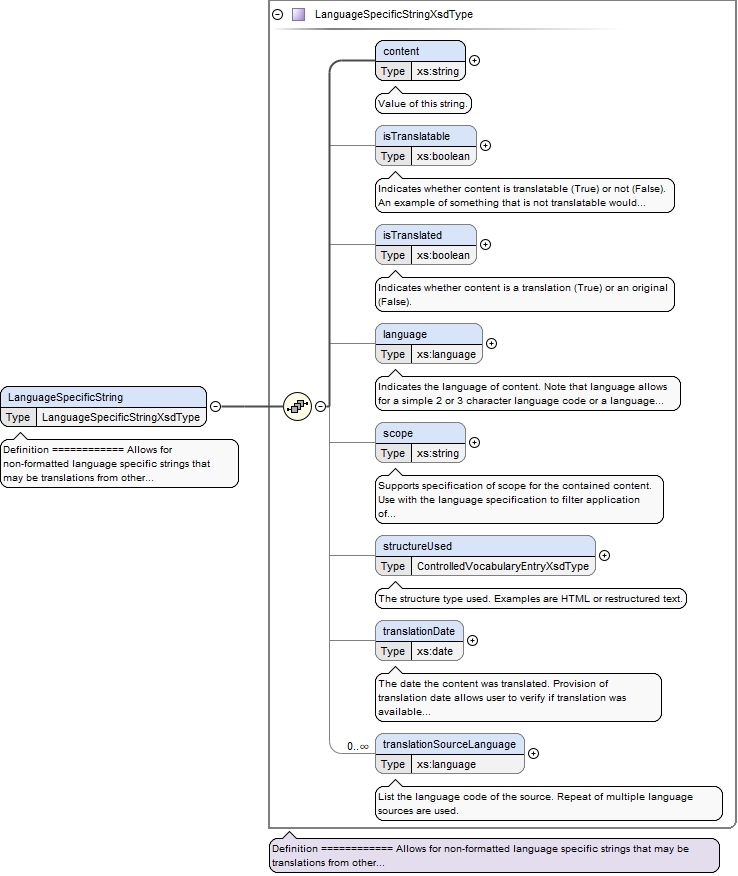 LanguageSpecificStringXsdType
content
Type xs:string
Value of this string.
isTranslatable
Type xs:boolean
Indicates whether content is translatable (True) or not (False).
An example of something that is not translatable would...
isTranslated
Type xs:boolean
Indicates whether content is a translation (True) or an original
(False).
language
Type xs:language
Indicates the language of content. Note that language allows
for a simple 2 or 3 character language code or a language...
LanguageSpecificString
Type LanguageSpecificStringXsdType
Definition ============ Allows for
non-formatted language specific strings that
may be translations from other...
scope
Type xs:string
Supports specification of scope for the contained content.
Use with the language specification to filter application
of...
structureUsed
Type ControlledVocabularyEntryXsdType
The structure type used. Examples are HTML or restructured text.
translationDate
Type xs:date
The date the content was translated. Provision of
translation date allows user to verify if translation was
available...
0..∞
translationSourceLanguage
Type xs:language
List the language code of the source. Repeat of multiple language
sources are used.
Definition ============ Allows for non-formatted language specific strings that may be
translations from other...